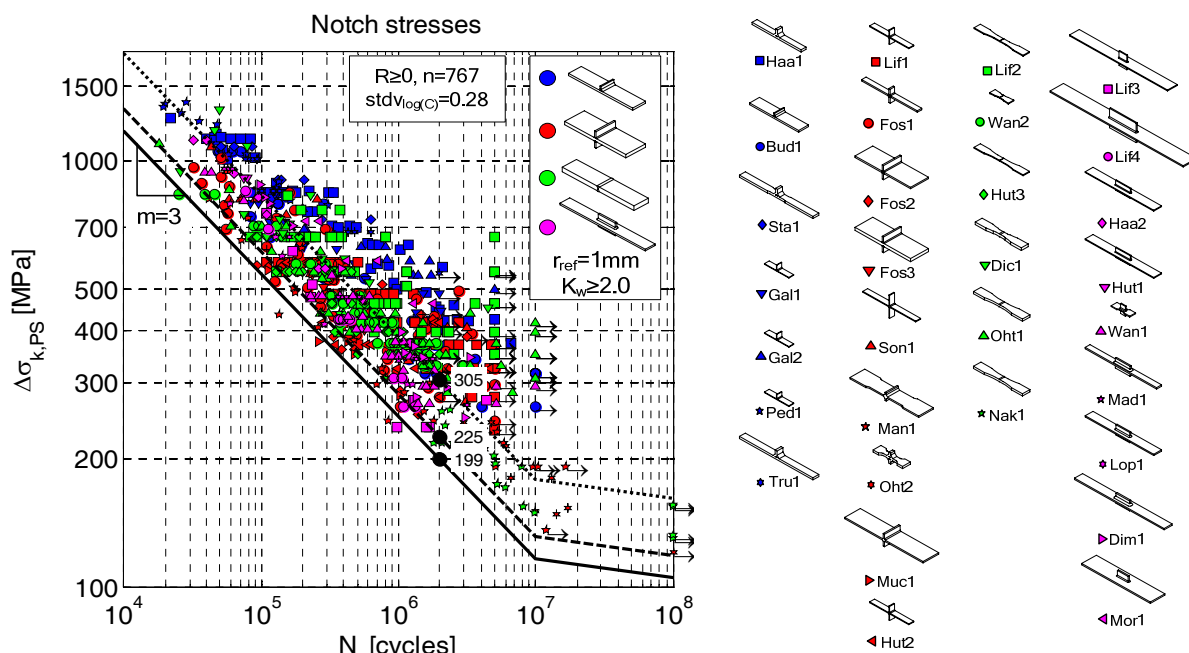 Notch stresses
R≥0, n=767
stdv_log(C)=0.28
r_ref=1mm
K_w≥2.0
m=3
305
225
199
Δσ_k,PS [MPa]
1500
1000
700
500
400
300
200
100
10^4
10^5
10^6
10^7
10^8
N [cycles]
Haa1
Bud1
Sta1
Gal1
Gal2
Ped1
Tru1
Lif1
Fos1
Fos2
Fos3
Son1
Man1
Oht2
Muc1
Hut2
Lif2
Wan2
Hut3
Dic1
Oht1
Nak1
Lif3
Lif4
Haa2
Hut1
Wan1
Mad1
Lop1
Dim1
Mor1